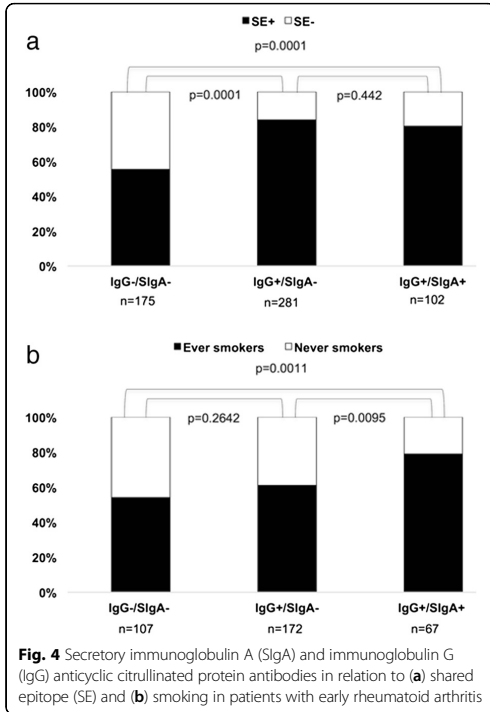 a
■SE+ □SE-
p=0.0001
p=0.0001 p=0.442
100%
80%
60%
40%
20%
0%
IgG-/SIgA- IgG+/SIgA- IgG+/SIgA+
n=175 n=281 n=102
b
■Ever smokers □Never smokers
p=0.0011
p=0.2642 p=0.0095
100%
80%
60%
40%
20%
0%
IgG-/SIgA- IgG+/SIgA- IgG+/SIgA+
n=107 n=172 n=67
Fig. 4 Secretory immunoglobulin A (SIgA) and immunoglobulin G
(IgG) anticyclic citrullinated protein antibodies in relation to (a) shared
epitope (SE) and (b) smoking in patients with early rheumatoid arthritis